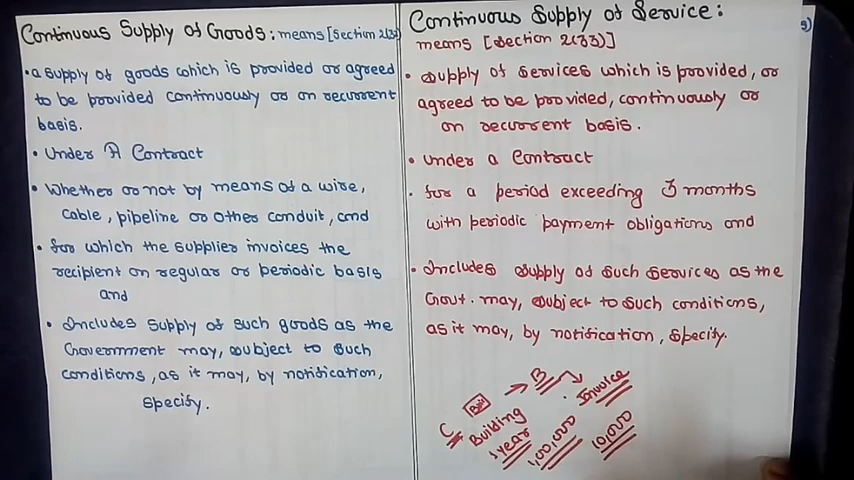 Continuous Supply of Goods: means [Section 2(32)
• a supply of goods which is provided or agreed
to be provided continuously or on recurrent
basis.
• Under A Contract
• Whether or not by means of a wire,
Cable, pipeline or other conduit, and
• for which the supplier invoices the
recipient on regular or periodic basis
and
• Includes supply of such goods as the
Government may, subject to such
conditions, as it may, by notification,
specify.
Continuous Supply of Service:
means [Section 2(33)]
• Supply of services which is provided, or
agreed to be provided, continuously or
on recurrent basis.
• Under a Contract
• for a period exceeding 3 months
with periodic payment obligations and
• Includes supply of such services as the
Govt. may, subject to such conditions,
as it may, by notification, specify.
C → B Invoice
Building
1 year 1,00,000 10,000